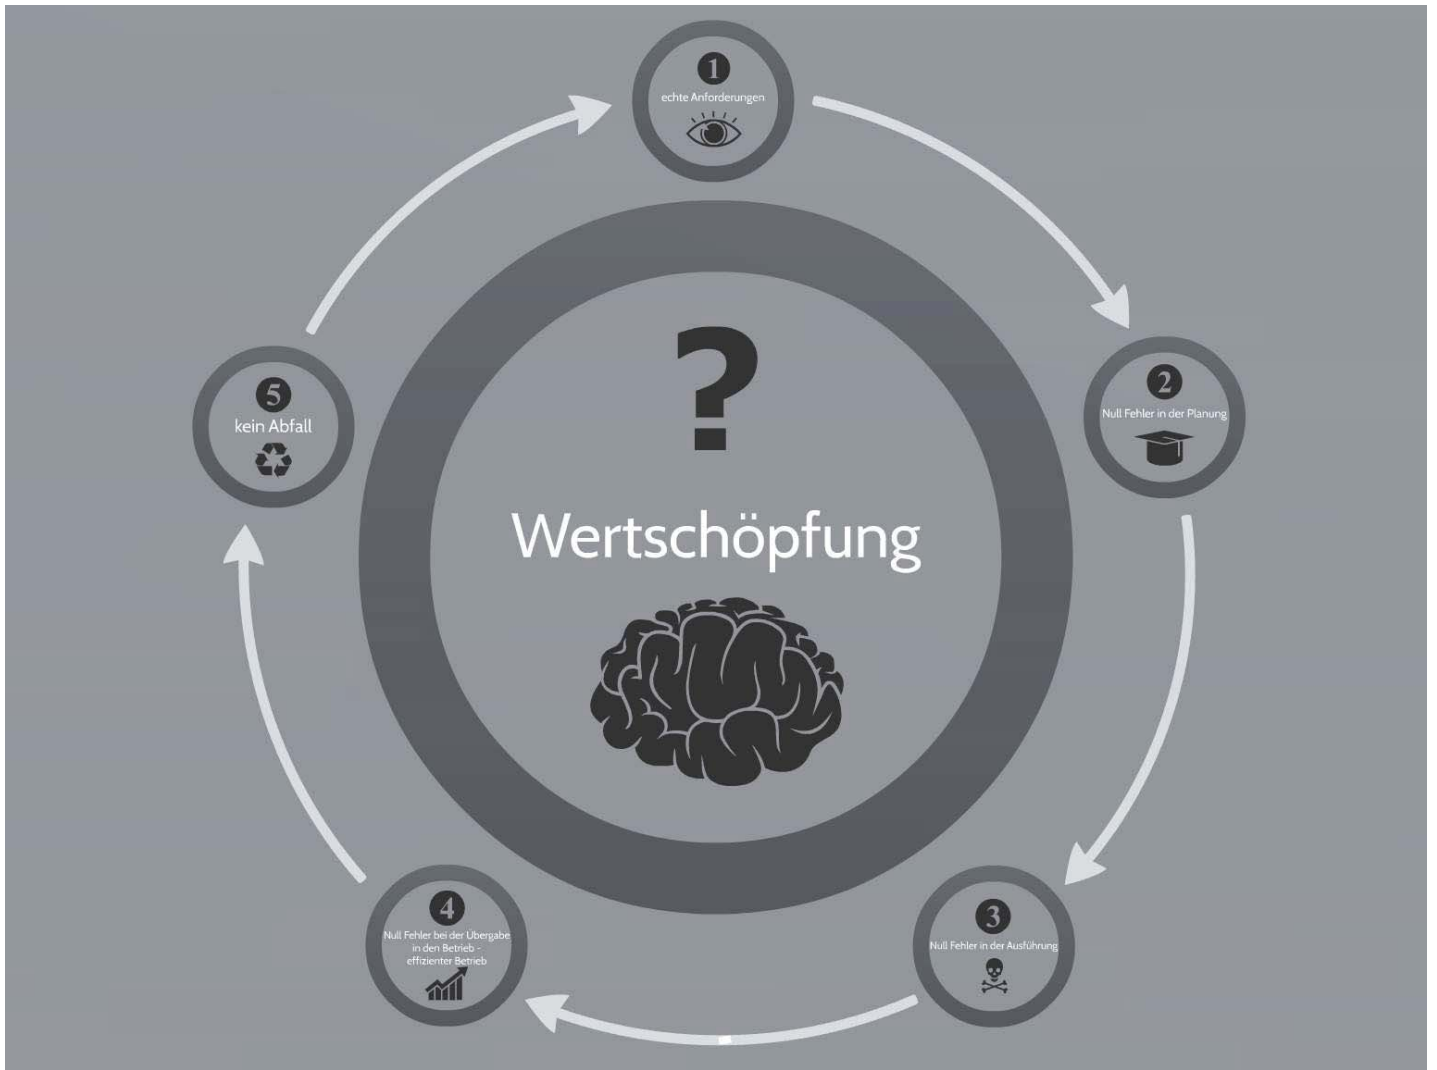 1
echte Anforderungen
2
Null Fehler in der Planung
3
Null Fehler in der Ausführung
4
Null Fehler bei der Übergabe
in den Betrieb -
effizienter Betrieb
5
kein Abfall
?
Wertschöpfung